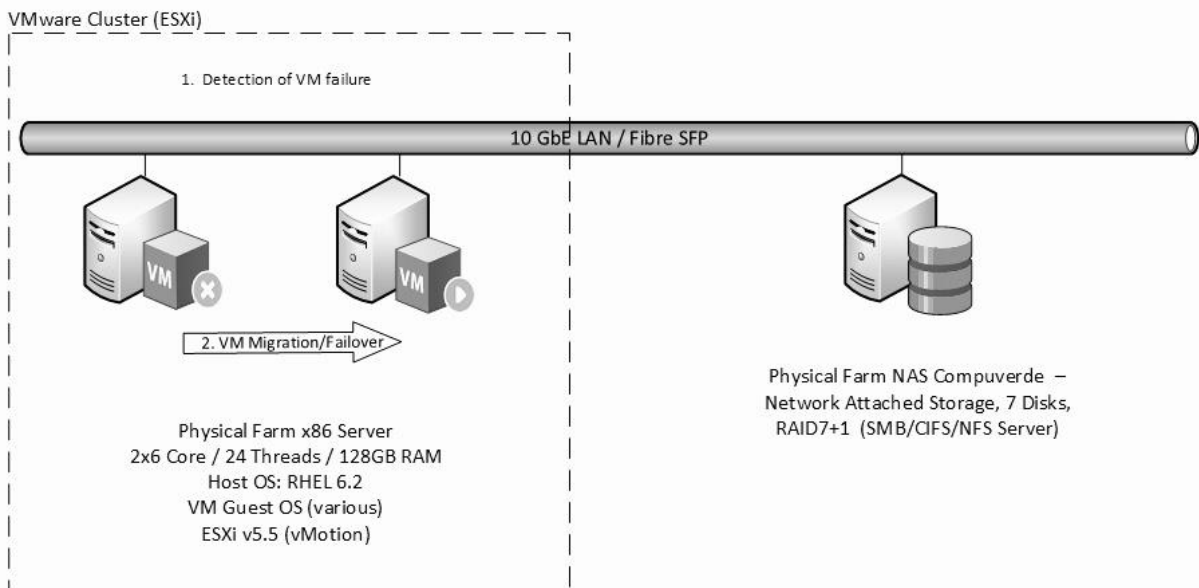 VMware Cluster (ESXi)
1. Detection of VM failure
10 GbE LAN / Fibre SFP
VM
VM
2. VM Migration/Failover
Physical Farm x86 Server
2x6 Core / 24 Threads / 128GB RAM
Host OS: RHEL 6.2
VM Guest OS (various)
ESXi v5.5 (vMotion)
Physical Farm NAS Compuverde –
Network Attached Storage, 7 Disks,
RAID7+1 (SMB/CIFS/NFS Server)